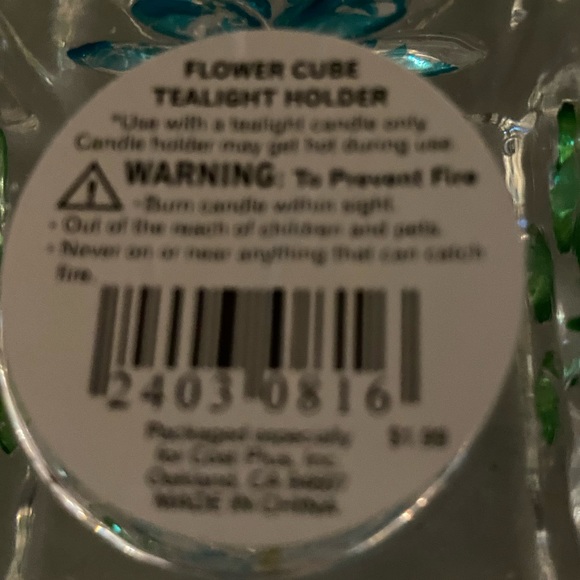 FLOWER CUBE
TEALIGHT HOLDER
*Use with a tealight candle only
Candle holder may get hot during use.
WARNING: To Prevent Fire
-Burn candle within sight.
• Out of the reach of children and pets.
• Never on or near anything that can catch
fire.
2403 0816
Packaged especially $1.99
for Cost Plus, Inc.
Oakland, CA 94607
MADE IN CHINA